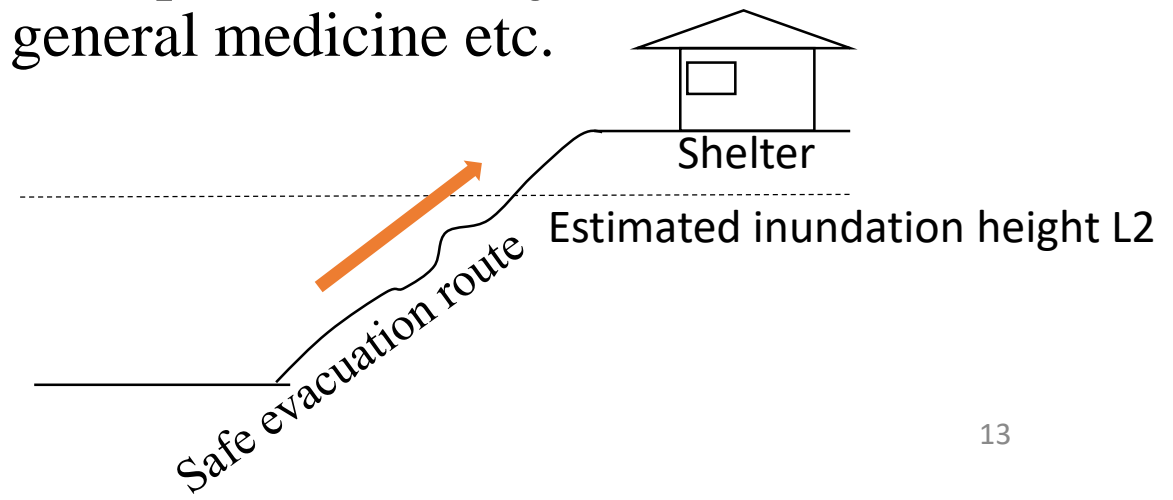 general medicine etc.
Shelter
Estimated inundation height L2
Safe evacuation route
13